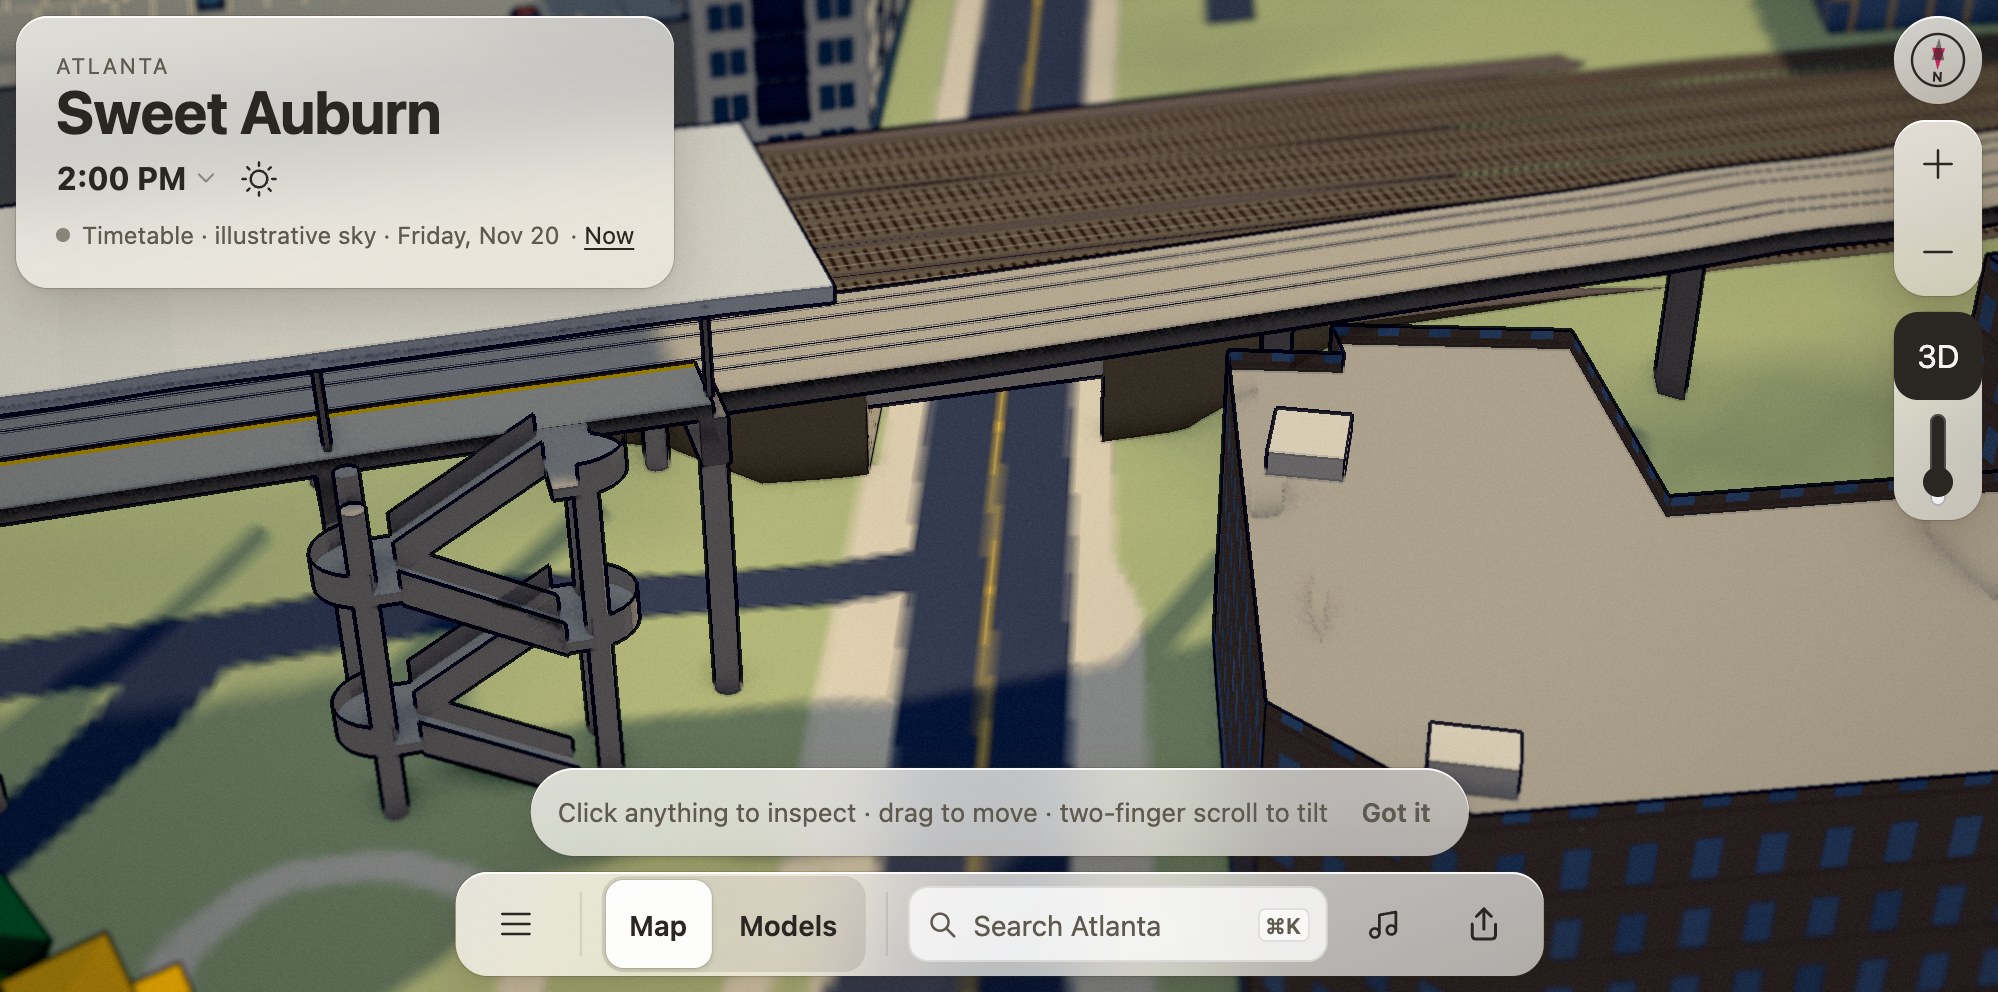 ATLANTA
Sweet Auburn
2:00 PM
Timetable · illustrative sky · Friday, Nov 20 · Now
N
3D
Click anything to inspect · drag to move · two-finger scroll to tilt Got it
Map Models Search Atlanta ⌘K